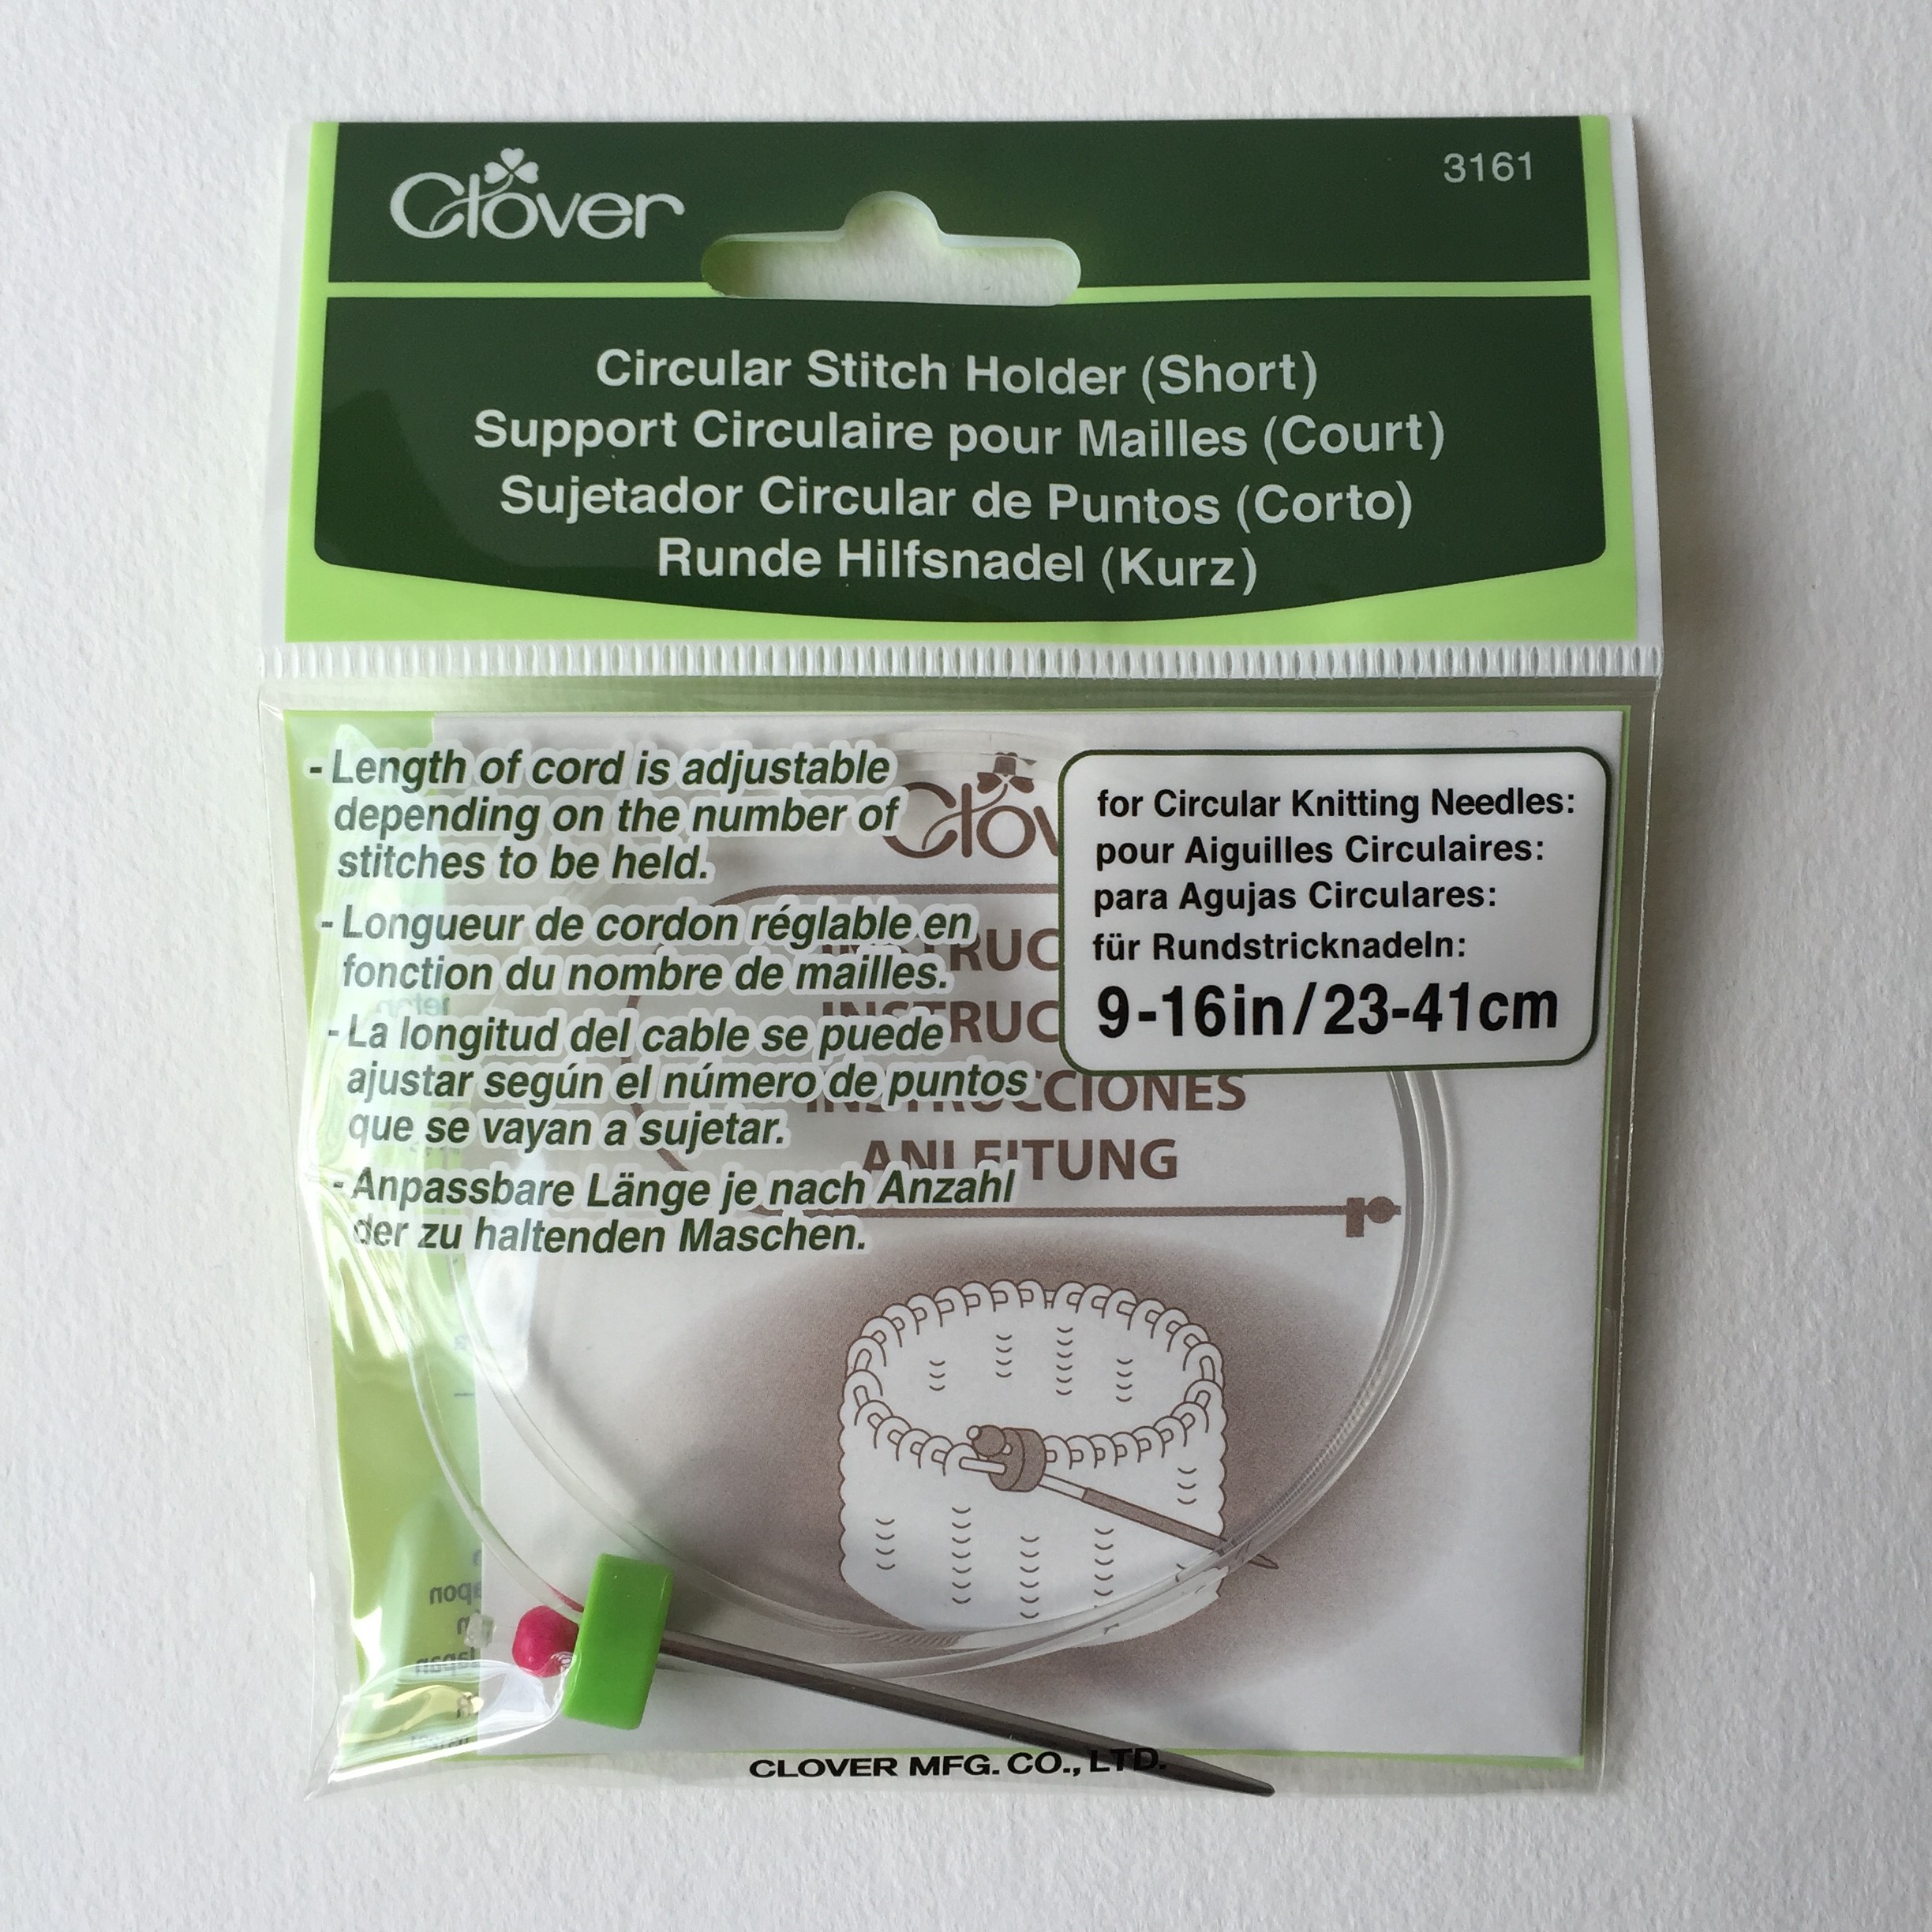 Clover
3161
Circular Stitch Holder (Short)
Support Circulaire pour Mailles (Court)
Sujetador Circular de Puntos (Corto)
Runde Hilfsnadel (Kurz)
- Length of cord is adjustable
depending on the number of
stitches to be held.
- Longueur de cordon réglable en
fonction du nombre de mailles.
- La longitud del cable se puede
ajustar según el número de puntos
que se vayan a sujetar.
- Anpassbare Länge je nach Anzahl
der zu haltenden Maschen.
for Circular Knitting Needles:
pour Aiguilles Circulaires:
para Agujas Circulares:
für Rundstricknadeln:
9-16in/23-41cm
INSTRUCCIONES
ANLEITUNG
CLOVER MFG. CO., LTD.